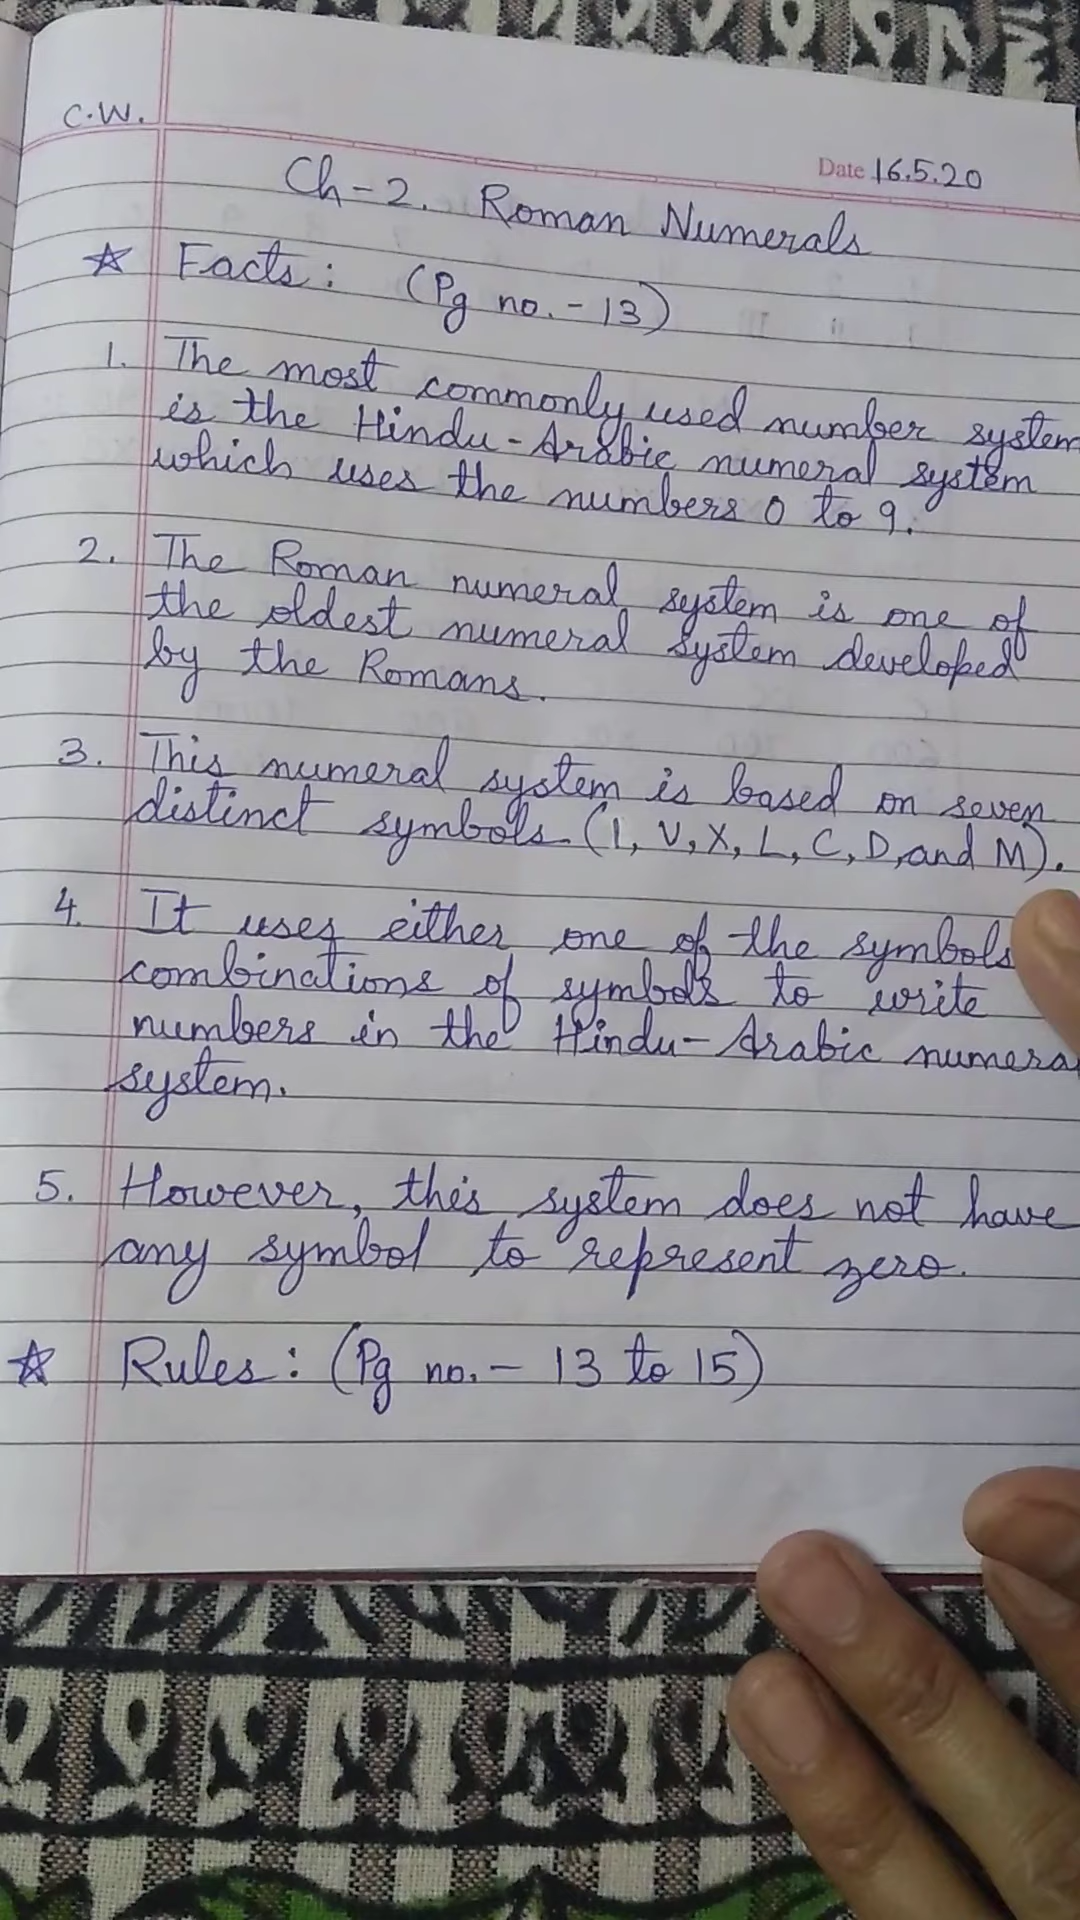 C.W.
Date 16.5.20
Ch-2. Roman Numerals
☆ Facts: (Pg no. - 13)
1. The most commonly used number system
is the Hindu-Arabic numeral system
which uses the numbers 0 to 9.
2. The Roman numeral system is one of
the oldest numeral system developed
by the Romans.
3. This numeral system is based on seven
distinct symbols (I, V, X, L, C, D, and M).
4. It uses either one of the symbols
combinations of symbols to write
numbers in the Hindu-Arabic numera
system.
5. However, this system does not have
any symbol to represent zero.
☆ Rules: (Pg no. - 13 to 15)